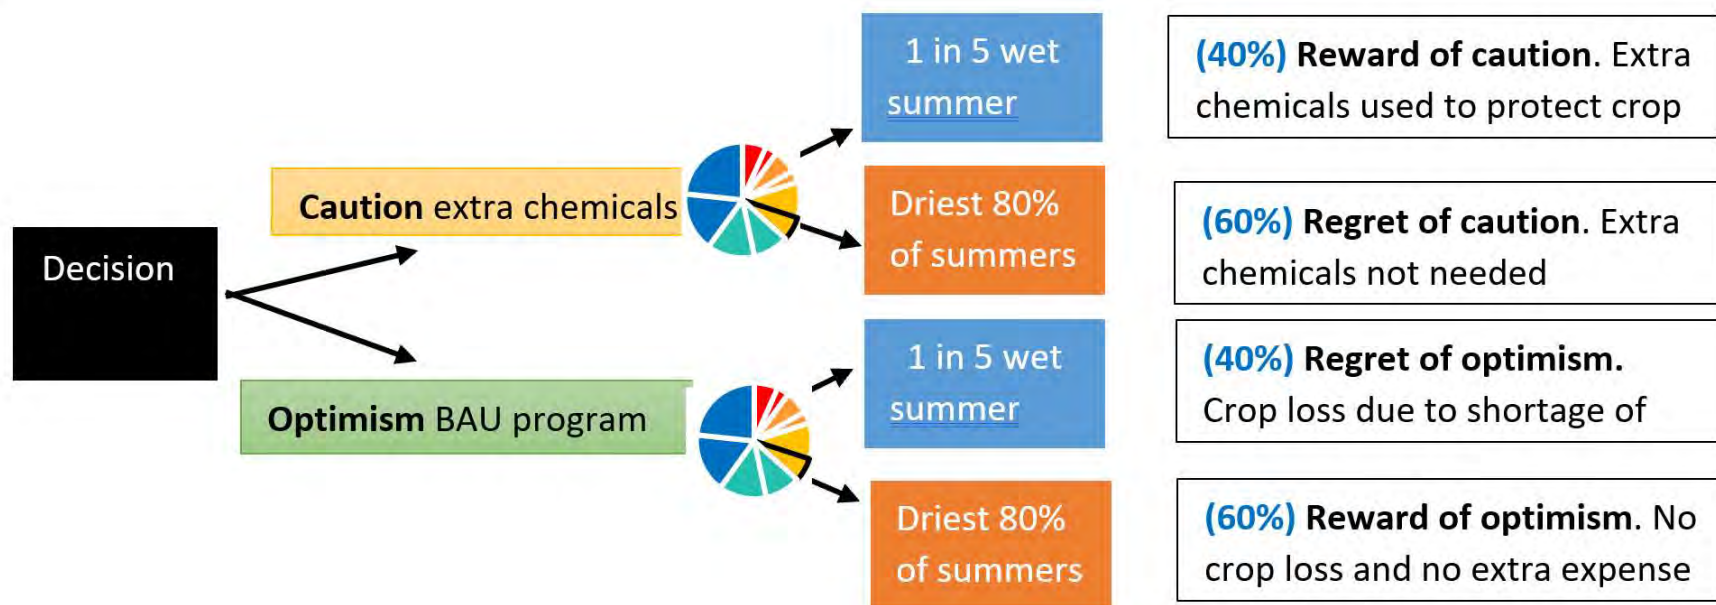 Decision
Caution extra chemicals
1 in 5 wet
summer
(40%) Reward of caution. Extra
chemicals used to protect crop
Driest 80%
of summers
(60%) Regret of caution. Extra
chemicals not needed
Optimism BAU program
1 in 5 wet
summer
(40%) Regret of optimism.
Crop loss due to shortage of
Driest 80%
of summers
(60%) Reward of optimism. No
crop loss and no extra expense